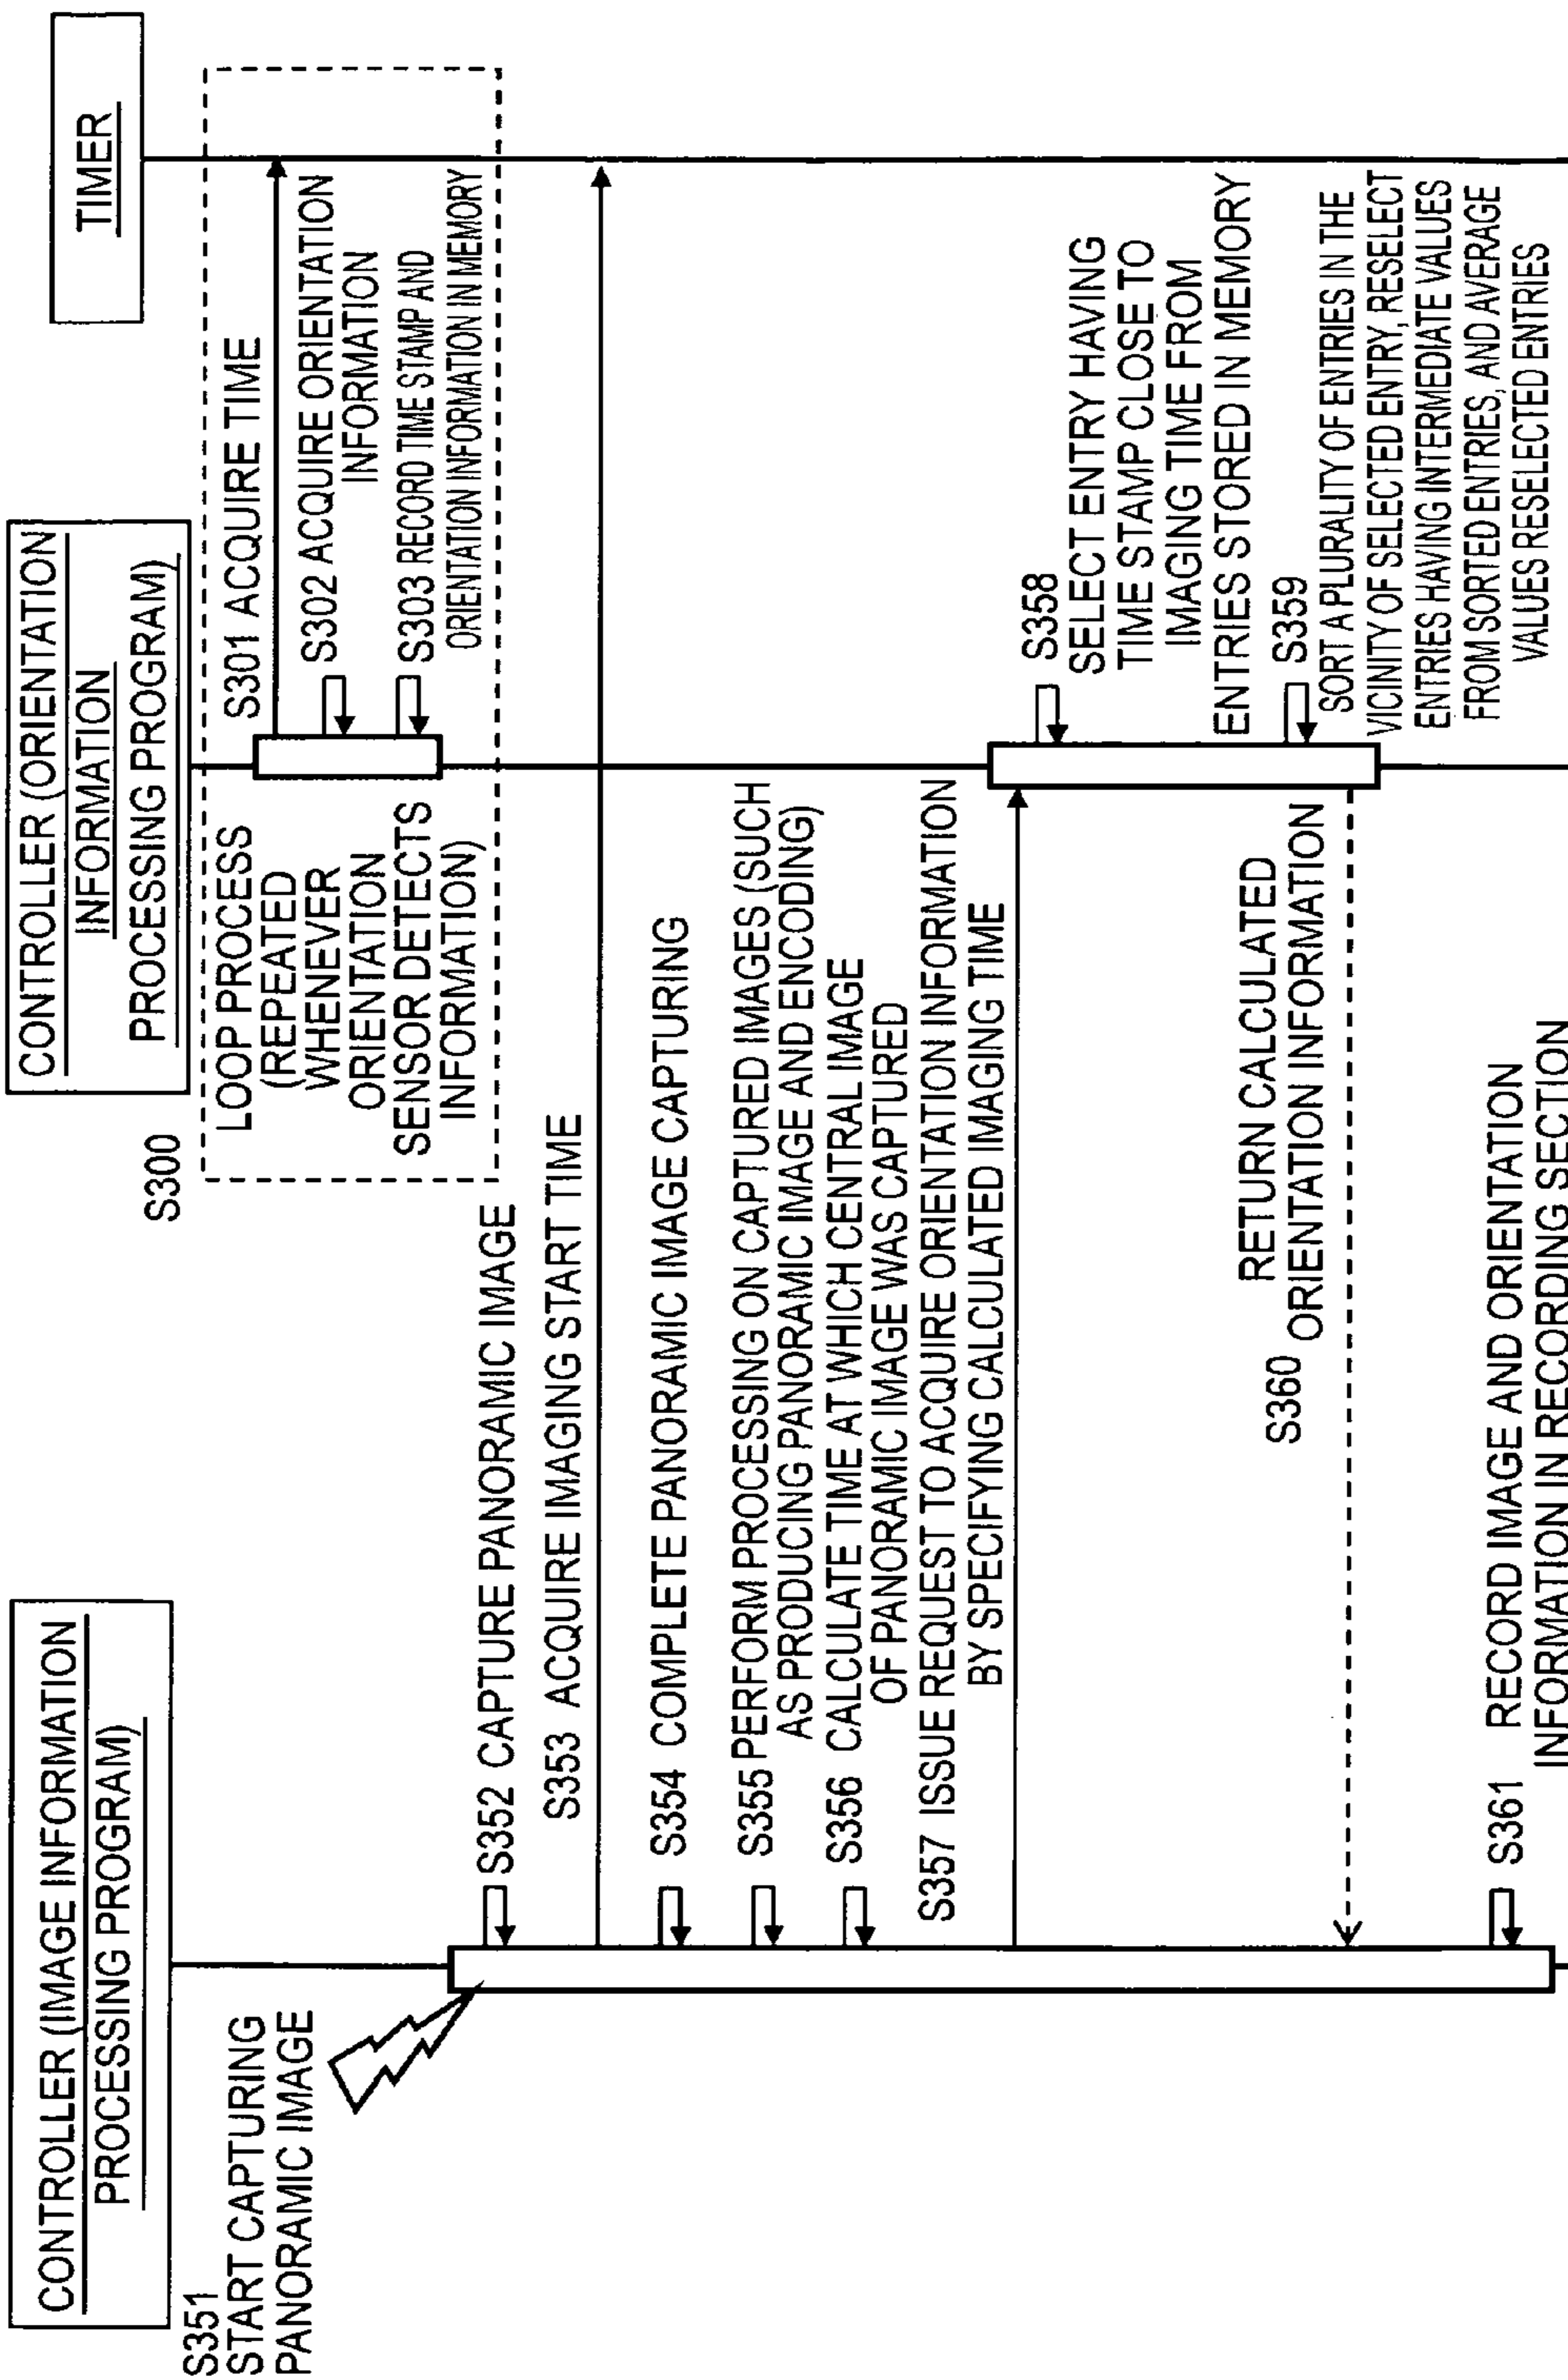 CONTROLLER (IMAGE INFORMATION
PROCESSING PROGRAM)
CONTROLLER (ORIENTATION
INFORMATION
PROCESSING PROGRAM)
TIMER
S300
LOOP PROCESS
(REPEATED
WHENEVER
ORIENTATION
SENSOR DETECTS
INFORMATION)
S301 ACQUIRE TIME
S302 ACQUIRE ORIENTATION
INFORMATION
S303 RECORD TIME STAMP AND
ORIENTATION INFORMATION IN MEMORY
S351
START CAPTURING
PANORAMIC IMAGE
S352 CAPTURE PANORAMIC IMAGE
S353 ACQUIRE IMAGING START TIME
S354 COMPLETE PANORAMIC IMAGE CAPTURING
S355 PERFORM PROCESSING ON CAPTURED IMAGES (SUCH
AS PRODUCING PANORAMIC IMAGE AND ENCODING)
S356 CALCULATE TIME AT WHICH CENTRAL IMAGE
OF PANORAMIC IMAGE WAS CAPTURED
S357 ISSUE REQUEST TO ACQUIRE ORIENTATION INFORMATION
BY SPECIFYING CALCULATED IMAGING TIME
S358
SELECT ENTRY HAVING
TIME STAMP CLOSE TO
IMAGING TIME FROM
ENTRIES STORED IN MEMORY
S359
SORT A PLURALITY OF ENTRIES IN THE
VICINITY OF SELECTED ENTRY, RESELECT
ENTRIES HAVING INTERMEDIATE VALUES
FROM SORTED ENTRIES, AND AVERAGE
VALUES RESELECTED ENTRIES
RETURN CALCULATED
S360 ORIENTATION INFORMATION
S361 RECORD IMAGE AND ORIENTATION
INFORMATION IN RECORDING SECTION